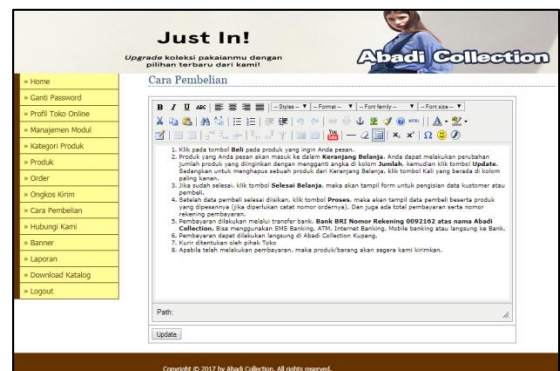 Just In!
Upgrade koleksi pakaianmu dengan
pilihan terbaru dari kami!
Abadi Collection
» Home
» Ganti Password
» Profil Toko Online
» Manajemen Modul
» Kategori Produk
» Produk
» Order
» Ongkos Kirim
» Cara Pembelian
» Hubungi Kami
» Banner
» Laporan
» Download Katalog
» Logout
Cara Pembelian
B I U ABC -- Styles -- -- Format -- -- Font family -- -- Font size --
HTML
1. Klik pada tombol Beli pada produk yang ingin Anda pesan.
2. Produk yang Anda pesan akan masuk ke dalam Keranjang Belanja. Anda dapat melakukan perubahan
jumlah produk yang diinginkan dengan mengganti angka di kolom Jumlah, kemudian klik tombol Update.
Sedangkan untuk menghapus sebuah produk dari Keranjang Belanja, klik tombol Kali yang berada di kolom
paling kanan.
3. Jika sudah selesai, klik tombol Selesai Belanja, maka akan tampil form untuk pengisian data kustomer atau
pembeli.
4. Setelah data pembeli selesai diisikan, klik tombol Proses, maka akan tampil data pembeli beserta produk
yang dipesannya (jika diperlukan catat nomor ordernya). Dan juga ada total pembayaran serta nomor
rekening pembayaran.
5. Pembayaran dilakukan melalui transfer bank. Bank BRI Nomor Rekening 0092162 atas nama Abadi
Collection. Bisa menggunakan SMS Banking, ATM, Internet Banking, Mobile banking atau langsung ke Bank.
6. Pembayaran dapat dilakukan langsung di Abadi Collection Kupang.
7. Kurir ditentukan oleh pihak Toko
8. Apabila telah melakukan pembayaran, maka produk/barang akan segera kami kirimkan.
Path:
Update
Copyright © 2017 by Abadi Collection. All rights reserved.